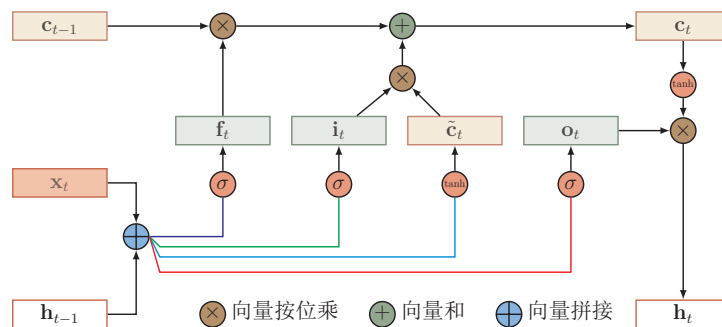 c_{t−1} × + c_t
× tanh
f_t i_t c̃_t o_t ×
x_t σ σ tanh σ
h_{t−1} × 向量按位乘 + 向量和 向量拼接 h_t